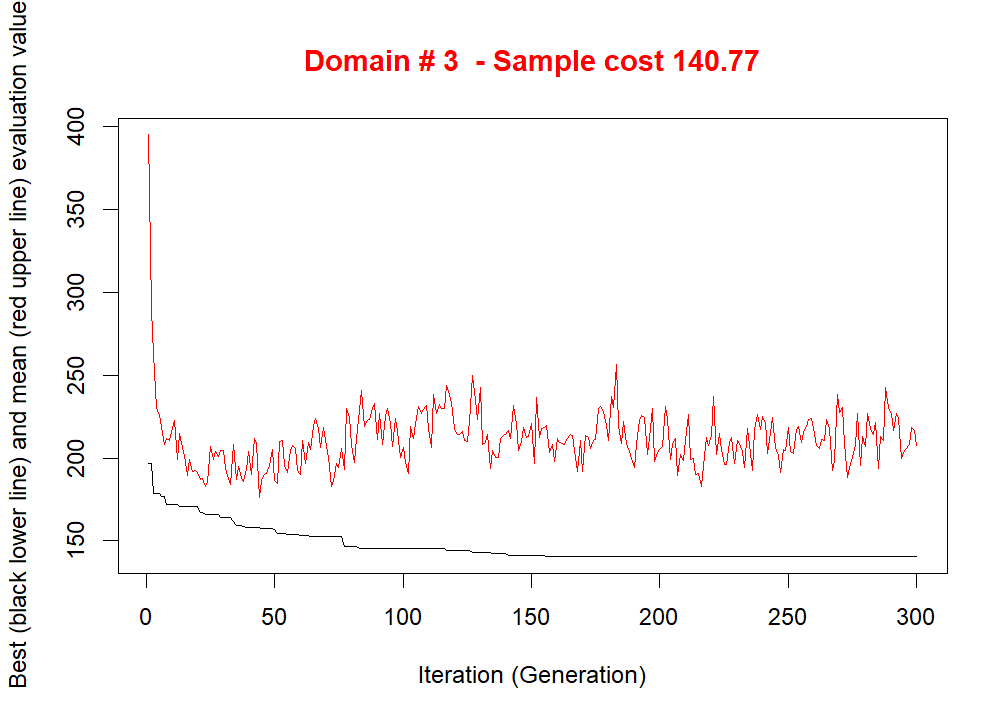 Domain # 3  - Sample cost 140.77
Best (black lower line) and mean (red upper line) evaluation value
400
350
300
250
200
150
0 50 100 150 200 250 300
Iteration (Generation)